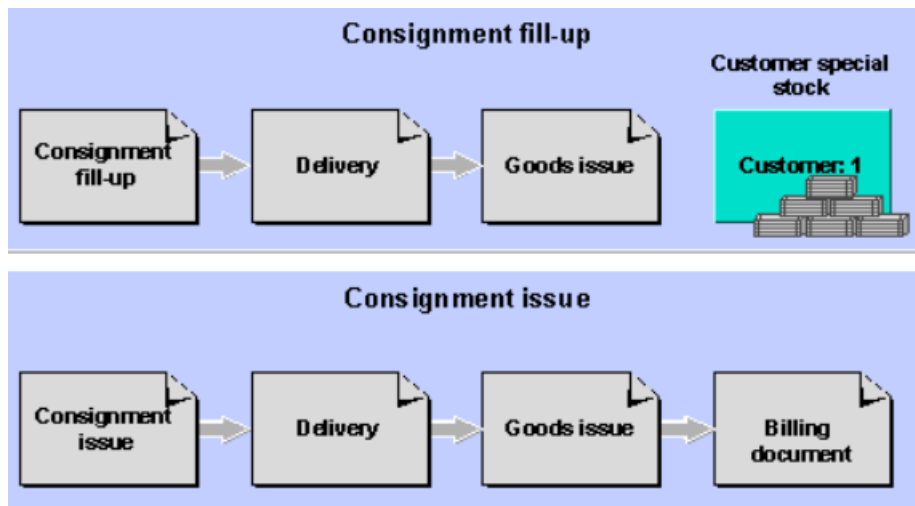 Consignment fill-up
Customer special
stock
Consignment
fill-up
Delivery
Goods issue
Customer: 1
Consignment issue
Consignment
issue
Delivery
Goods issue
Billing
document